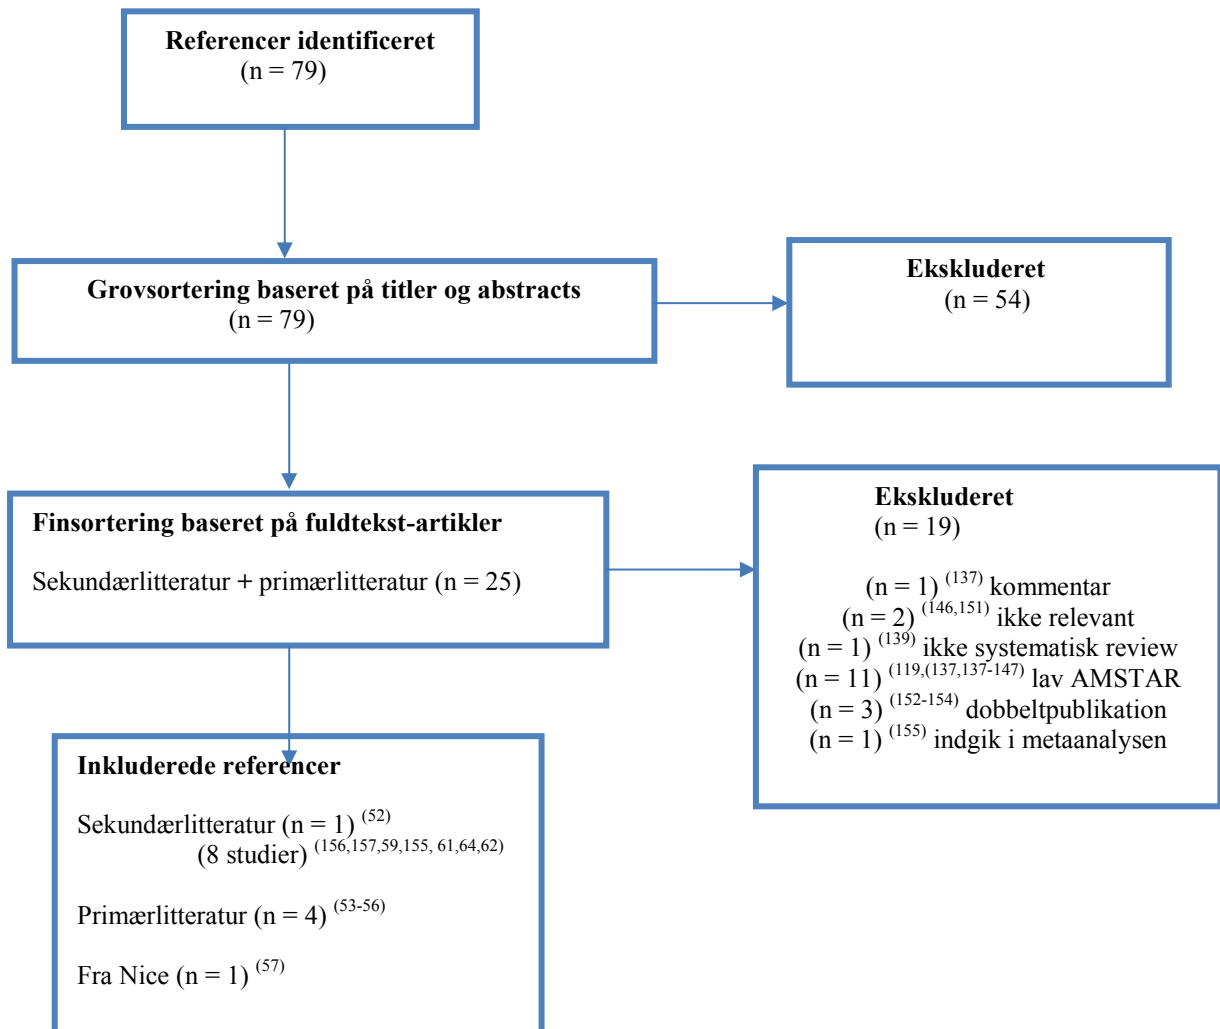 Referencer identificeret
(n = 79)
Grovsortering baseret på titler og abstracts
(n = 79)
Ekskluderet
(n = 54)
Finsortering baseret på fuldtekst-artikler
Sekundærlitteratur + primærlitteratur (n = 25)
Ekskluderet
(n = 19)
(n = 1) (137) kommentar
(n = 2) (146,151) ikke relevant
(n = 1) (139) ikke systematisk review
(n = 11) (119,(137,137-147) lav AMSTAR
(n = 3) (152-154) dobbeltpublikation
(n = 1) (155) indgik i metaanalysen
Inkluderede referencer
Sekundærlitteratur (n = 1) (52)
(8 studier) (156,157,59,155, 61,64,62)
Primærlitteratur (n = 4) (53-56)
Fra Nice (n = 1) (57)